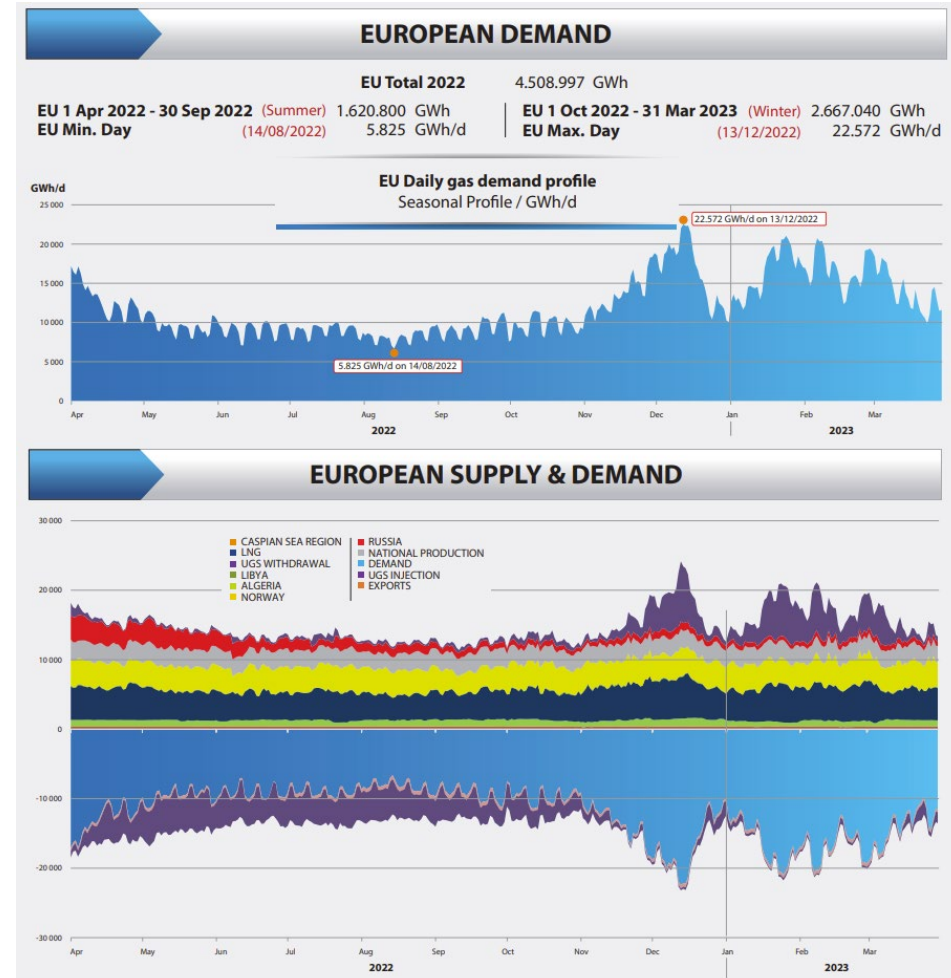 EUROPEAN DEMAND
EU Total 2022 4.508.997 GWh
EU 1 Apr 2022 - 30 Sep 2022 (Summer) 1.620.800 GWh
EU Min. Day (14/08/2022) 5.825 GWh/d
EU 1 Oct 2022 - 31 Mar 2023 (Winter) 2.667.040 GWh
EU Max. Day (13/12/2022) 22.572 GWh/d
EU Daily gas demand profile
Seasonal Profile / GWh/d
GWh/d
25 000
20 000
15 000
10 000
5 000
0
22.572 GWh/d on 13/12/2022
5.825 GWh/d on 14/08/2022
Apr May Jun Jul Aug Sep Oct Nov Dec Jan Feb Mar
2022 2023
EUROPEAN SUPPLY & DEMAND
30 000
20 000
10 000
0
-10 000
-20 000
-30 000
CASPIAN SEA REGION
LNG
UGS WITHDRAWAL
LIBYA
ALGERIA
NORWAY
RUSSIA
NATIONAL PRODUCTION
DEMAND
UGS INJECTION
EXPORTS
Apr May Jun Jul Aug Sep Oct Nov Dec Jan Feb Mar
2022 2023